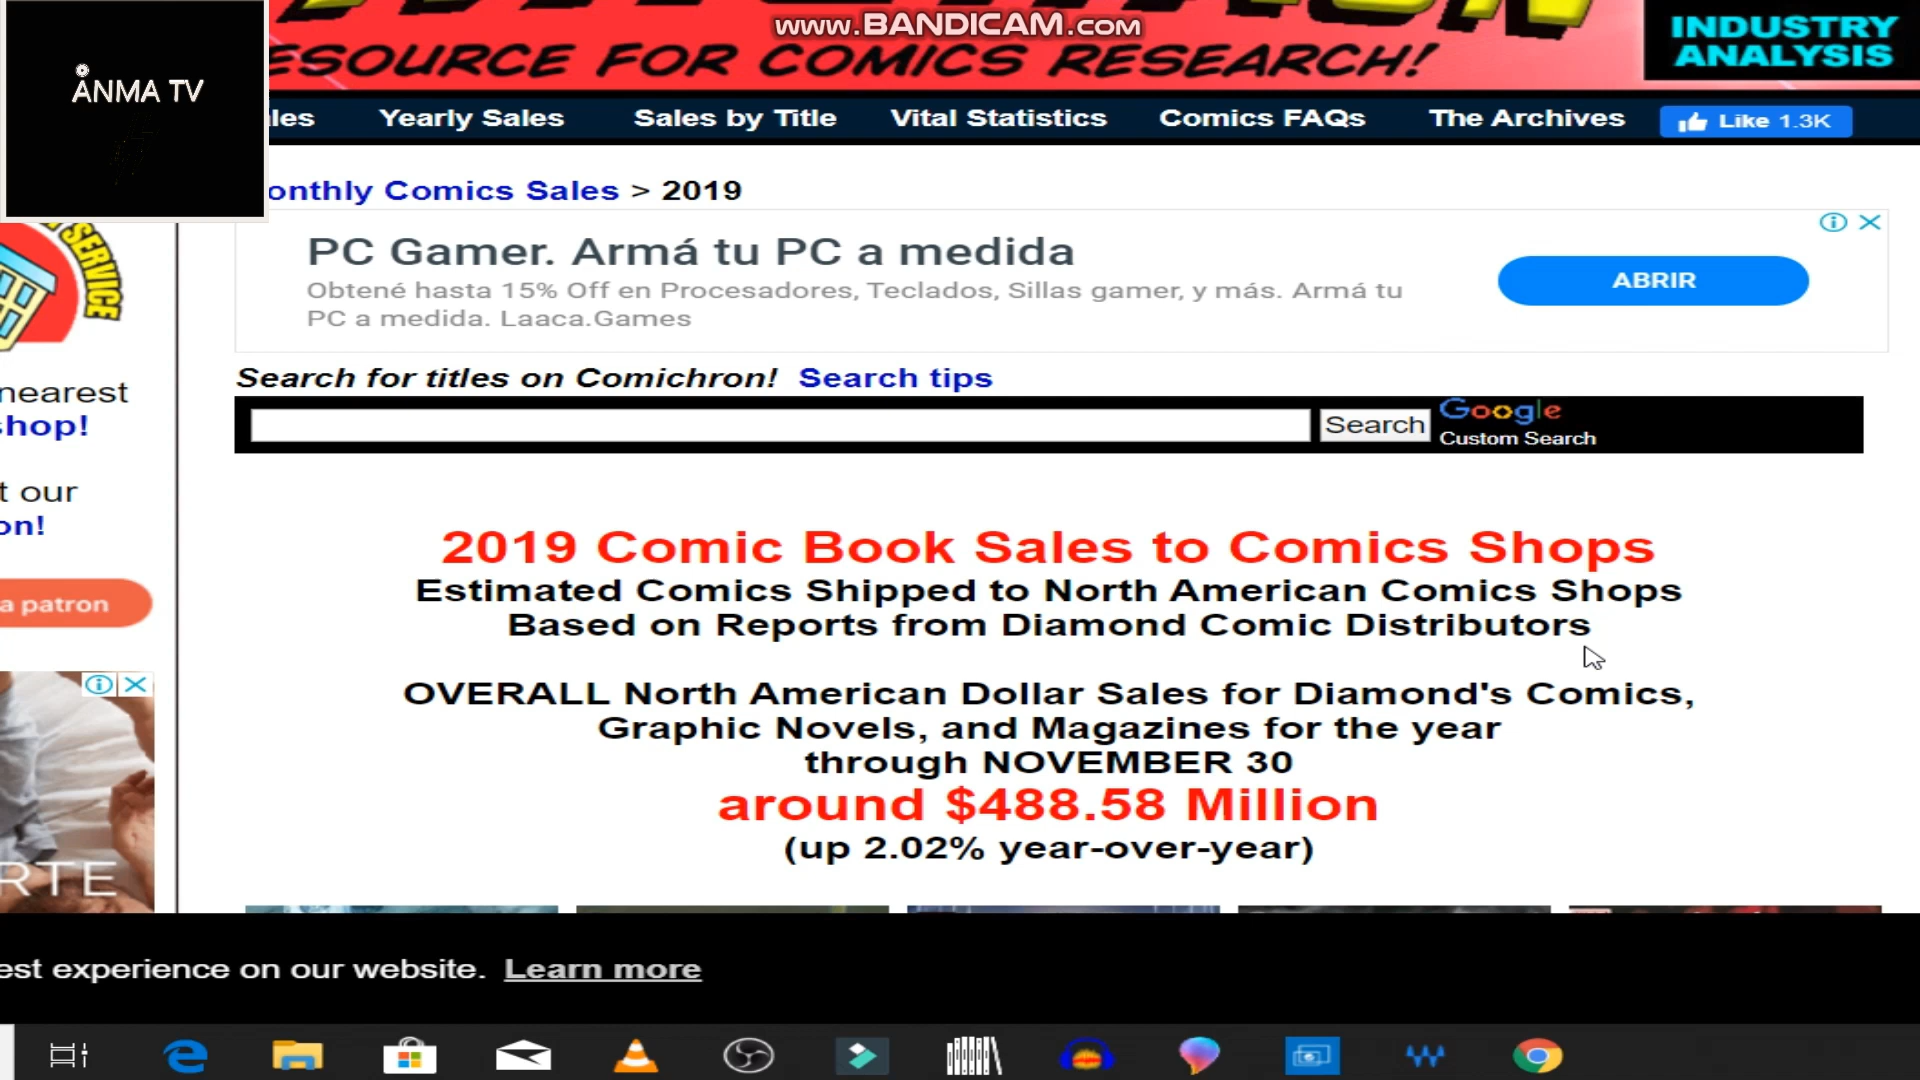 www.BANDICAM.com
ESOURCE FOR COMICS RESEARCH!
INDUSTRY
ANALYSIS
ANMA TV
les Yearly Sales Sales by Title Vital Statistics Comics FAQs The Archives Like 1.3K
onthly Comics Sales > 2019
PC Gamer. Armá tu PC a medida
Obtené hasta 15% Off en Procesadores, Teclados, Sillas gamer, y más. Armá tu
PC a medida. Laaca.Games
ABRIR
SERVICE
nearest
hop!
t our
on!
a patron
RTE
Search for titles on Comichron! Search tips
Search Google
Custom Search
2019 Comic Book Sales to Comics Shops
Estimated Comics Shipped to North American Comics Shops
Based on Reports from Diamond Comic Distributors
OVERALL North American Dollar Sales for Diamond's Comics,
Graphic Novels, and Magazines for the year
through NOVEMBER 30
around $488.58 Million
(up 2.02% year-over-year)
est experience on our website. Learn more